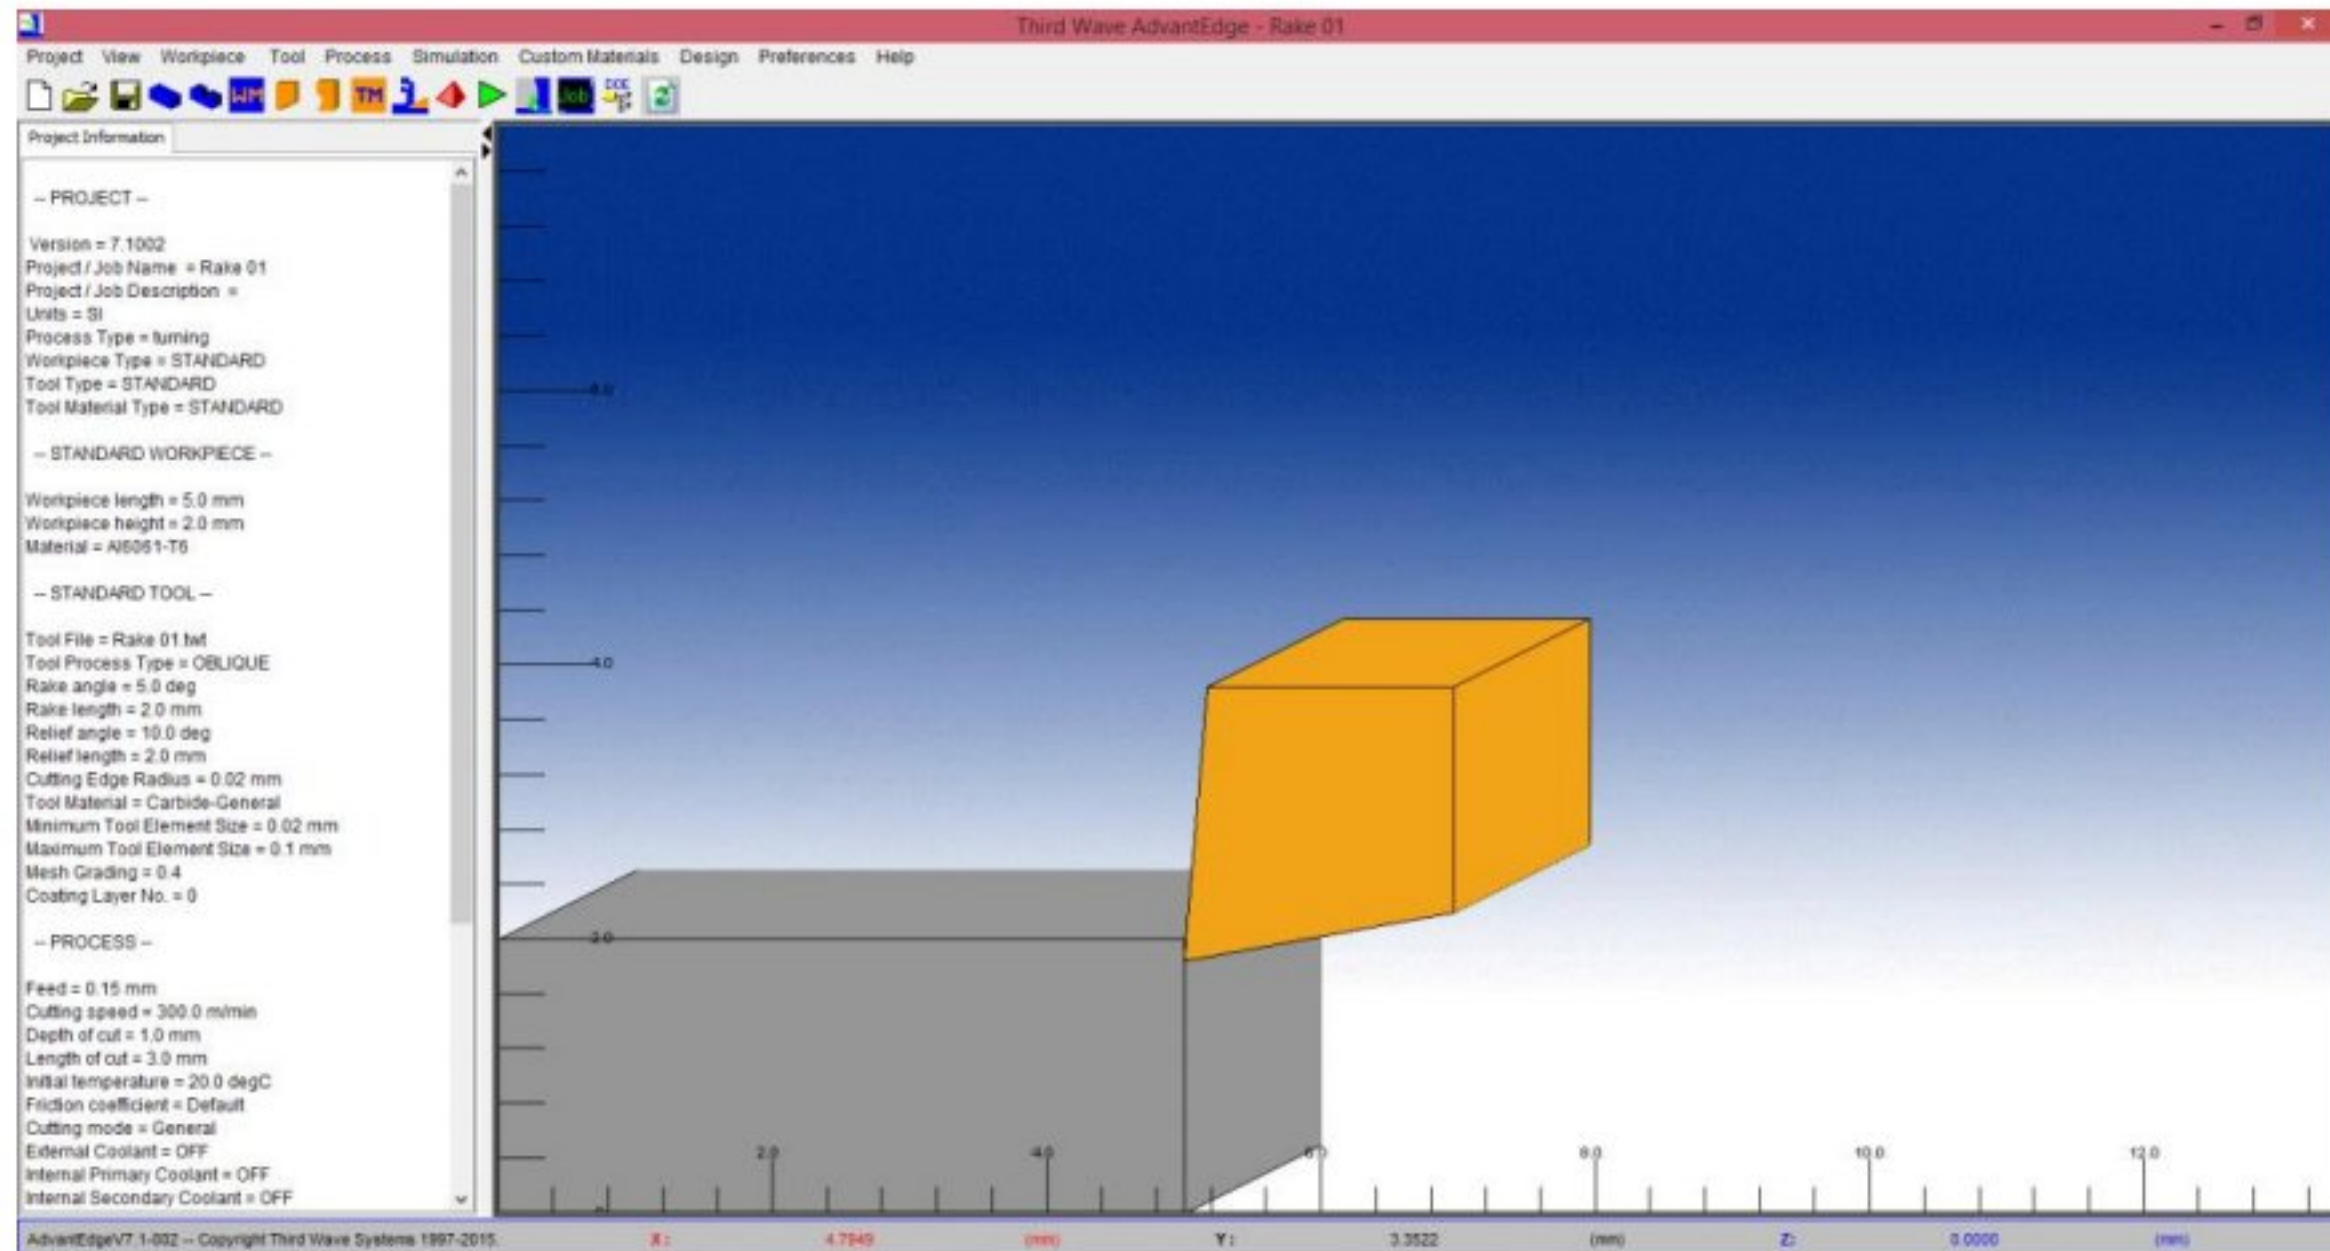 Third Wave AdvantEdge - Rake 01
Project View Workpiece Tool Process Simulation Custom Materials Design Preferences Help
WM TM Job DOE
Project Information
-- PROJECT --
Version = 7.1002
Project / Job Name = Rake 01
Project / Job Description =
Units = SI
Process Type = turning
Workpiece Type = STANDARD
Tool Type = STANDARD
Tool Material Type = STANDARD
-- STANDARD WORKPIECE --
Workpiece length = 5.0 mm
Workpiece height = 2.0 mm
Material = Al6061-T6
-- STANDARD TOOL --
Tool File = Rake 01.twt
Tool Process Type = OBLIQUE
Rake angle = 5.0 deg
Rake length = 2.0 mm
Relief angle = 10.0 deg
Relief length = 2.0 mm
Cutting Edge Radius = 0.02 mm
Tool Material = Carbide-General
Minimum Tool Element Size = 0.02 mm
Maximum Tool Element Size = 0.1 mm
Mesh Grading = 0.4
Coating Layer No. = 0
-- PROCESS --
Feed = 0.15 mm
Cutting speed = 300.0 m/min
Depth of cut = 1.0 mm
Length of cut = 3.0 mm
Initial temperature = 20.0 degC
Friction coefficient = Default
Cutting mode = General
External Coolant = OFF
Internal Primary Coolant = OFF
Internal Secondary Coolant = OFF
6.0
4.0
2.0
2.0 4.0 6.0 8.0 10.0 12.0
AdvantEdgeV7.1-002 -- Copyright Third Wave Systems 1997-2015. X: 4.7949 (mm) Y: 3.3522 (mm) Z: 0.0000 (mm)